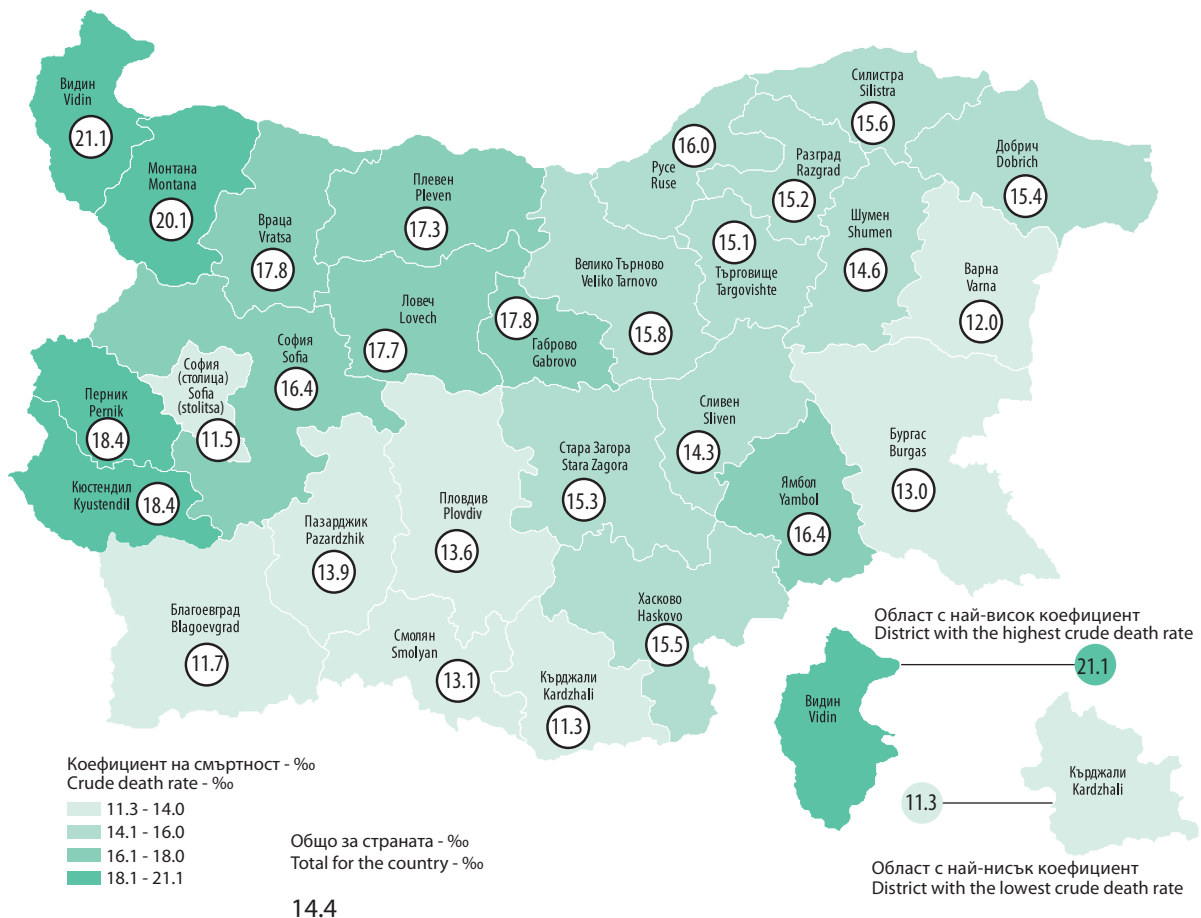 Видин
Vidin
21.1
Монтана
Montana
20.1
Враца
Vratsa
17.8
Плевен
Pleven
17.3
Ловеч
Lovech
17.7
17.8
Габрово
Gabrovo
Велико Търново
Veliko Tarnovo
15.8
16.0
Русе
Ruse
Силистра
Silistra
15.6
Разград
Razgrad
15.2
15.1
Търговище
Targovishte
Шумен
Shumen
14.6
Добрич
Dobrich
15.4
Варна
Varna
12.0
София
Sofia
16.4
София
(столица)
Sofia
(stolitsa)
11.5
Перник
Pernik
18.4
Кюстендил
Kyustendil
18.4
Благоевград
Blagoevgrad
11.7
Пазарджик
Pazardzhik
13.9
Пловдив
Plovdiv
13.6
Смолян
Smolyan
13.1
Кърджали
Kardzhali
11.3
Стара Загора
Stara Zagora
15.3
Сливен
Sliven
14.3
Ямбол
Yambol
16.4
Бургас
Burgas
13.0
Хасково
Haskovo
15.5
Област с най-висок коефициент
District with the highest crude death rate
21.1
Видин
Vidin
Кърджали
Kardzhali
11.3
Област с най-нисък коефициент
District with the lowest crude death rate
Коефициент на смъртност - ‰
Crude death rate - ‰
11.3 - 14.0
14.1 - 16.0
16.1 - 18.0
18.1 - 21.1
Общо за страната - ‰
Total for the country - ‰
14.4